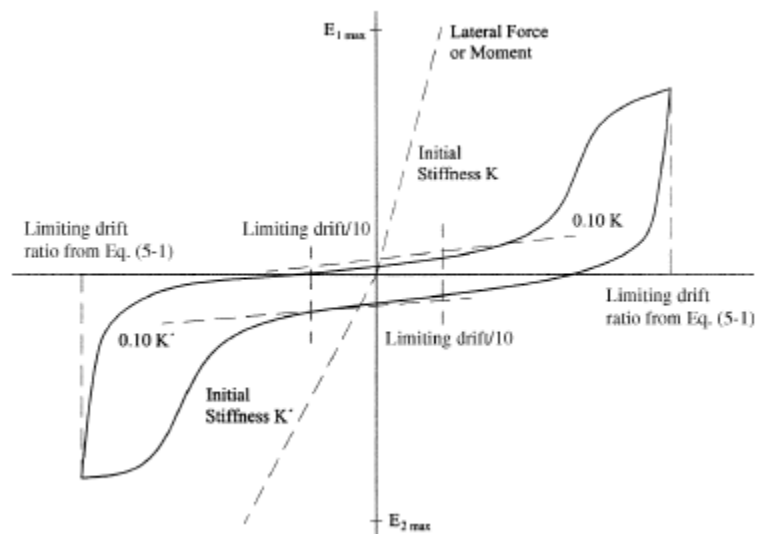 E1 max
Lateral Force
or Moment
Initial
Stiffness K
Limiting drift
ratio from Eq. (5-1)
Limiting drift/10
0.10 K
Limiting drift
ratio from Eq. (5-1)
0.10 K'
Limiting drift/10
Initial
Stiffness K'
E2 max